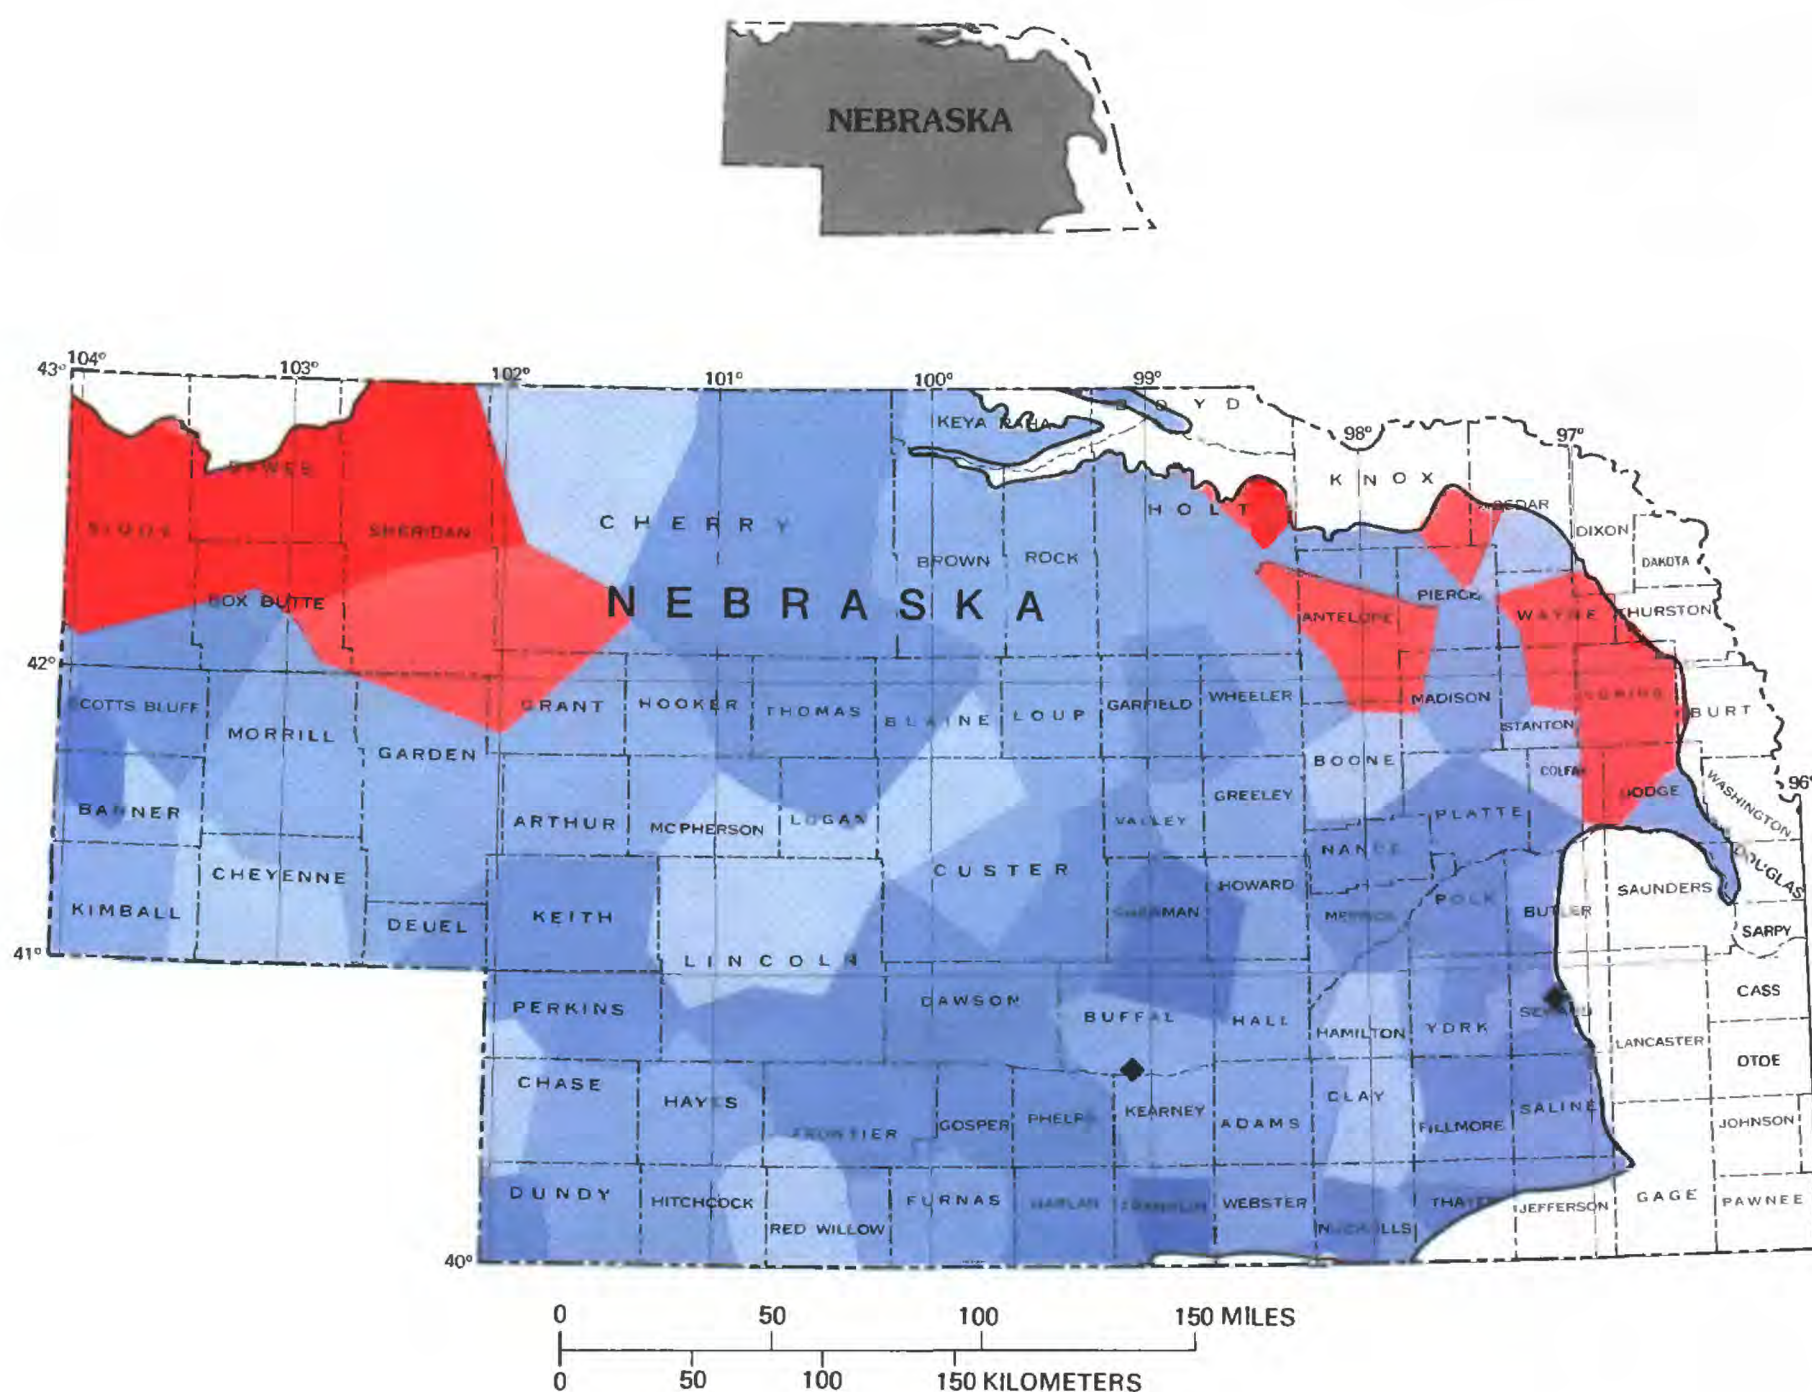 NEBRASKA
43° 104° 103° 102° 101° 100° 99°
98° 97°
96°
42°
41°
40°
BOYD
KEYA PAHA
KNOX
CEDAR
DAWES
SIOUX
SHERIDAN
CHERRY
HOLT
DIXON
BROWN
ROCK
DAKOTA
BOX BUTTE
NEBRASKA
PIERCE
ANTELOPE
WAYNE
THURSTON
SCOTTS BLUFF
MORRILL
GARDEN
GRANT
HOOKER
THOMAS
BLAINE
LOUP
GARFIELD
WHEELER
MADISON
STANTON
CUMING
BURT
BOONE
COLFAX
DODGE
WASHINGTON
BANNER
ARTHUR
MCPHERSON
LOGAN
VALLEY
GREELEY
PLATTE
NANCE
DOUGLAS
KIMBALL
CHEYENNE
DEUEL
KEITH
LINCOLN
CUSTER
SHERMAN
HOWARD
MERRICK
POLK
BUTLER
SAUNDERS
SARPY
PERKINS
DAWSON
BUFFAL
HALL
HAMILTON
YORK
SEWARD
CASS
LANCASTER
OTOE
CHASE
HAYES
FRONTIER
GOSPER
PHELPS
KEARNEY
ADAMS
CLAY
FILLMORE
SALINE
JOHNSON
DUNDY
HITCHCOCK
RED WILLOW
FURNAS
HARLAN
FRANKLIN
WEBSTER
NUCKOLLS
THAYER
JEFFERSON
GAGE
PAWNEE
0 50 100 150 MILES
0 50 100 150 KILOMETERS